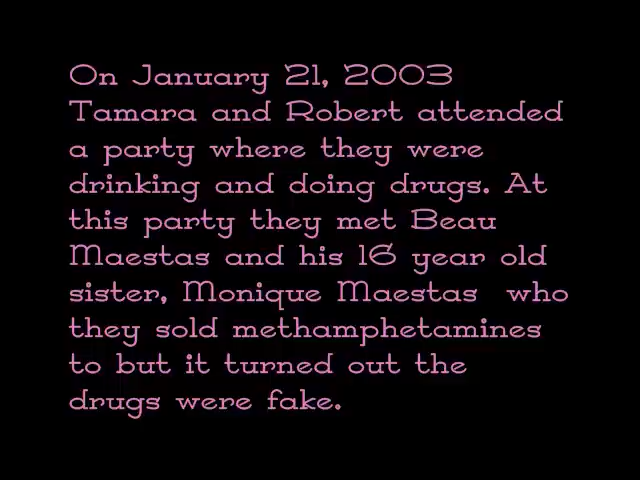 On January 21, 2003
Tamara and Robert attended
a party where they were
drinking and doing drugs. At
this party they met Beau
Maestas and his 16 year old
sister, Monique Maestas  who
they sold methamphetamines
to but it turned out the
drugs were fake.